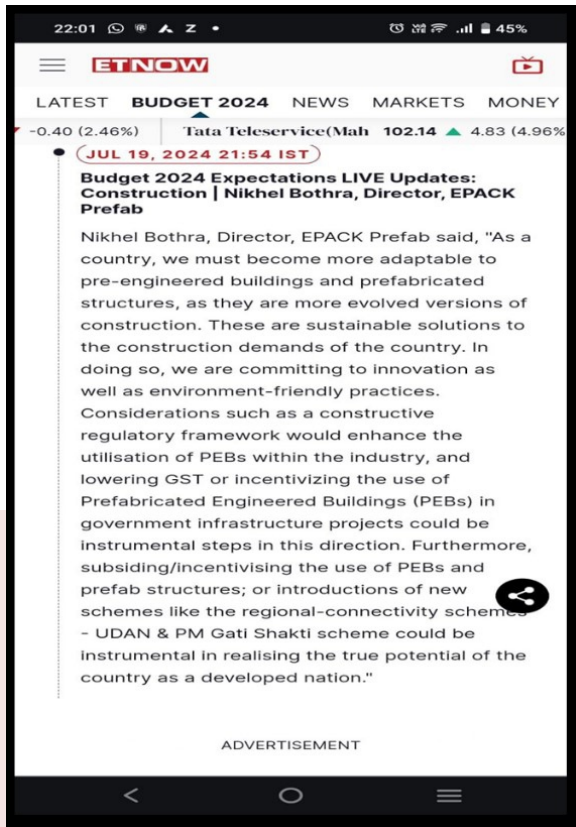 22:01
45%
ETNOW
LATEST BUDGET 2024 NEWS MARKETS MONEY
-0.40 (2.46%) Tata Teleservice(Mah 102.14 ▲ 4.83 (4.96%
JUL 19, 2024 21:54 IST
Budget 2024 Expectations LIVE Updates:
Construction | Nikhel Bothra, Director, EPACK
Prefab
Nikhel Bothra, Director, EPACK Prefab said, "As a
country, we must become more adaptable to
pre-engineered buildings and prefabricated
structures, as they are more evolved versions of
construction. These are sustainable solutions to
the construction demands of the country. In
doing so, we are committing to innovation as
well as environment-friendly practices.
Considerations such as a constructive
regulatory framework would enhance the
utilisation of PEBs within the industry, and
lowering GST or incentivizing the use of
Prefabricated Engineered Buildings (PEBs) in
government infrastructure projects could be
instrumental steps in this direction. Furthermore,
subsiding/incentivising the use of PEBs and
prefab structures; or introductions of new
schemes like the regional-connectivity schemes
- UDAN & PM Gati Shakti scheme could be
instrumental in realising the true potential of the
country as a developed nation."
ADVERTISEMENT